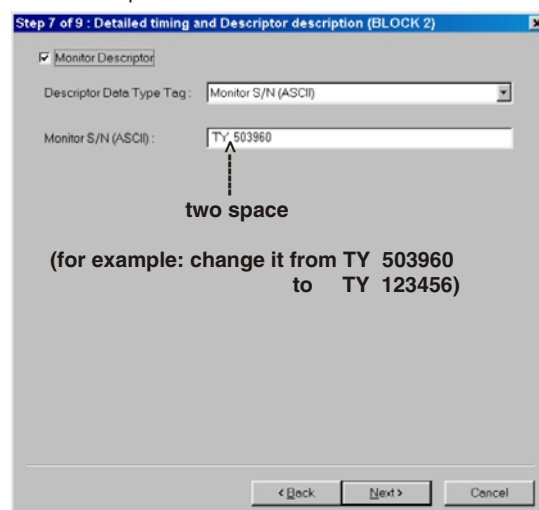 Step 7 of 9 : Detailed timing and Descriptor description (BLOCK 2)
Monitor Descriptor
Descriptor Data Type Tag : Monitor S/N (ASCII)
Monitor S/N (ASCII) : TY  503960
two space
(for example: change it from TY  503960
to TY  123456)
< Back Next > Cancel